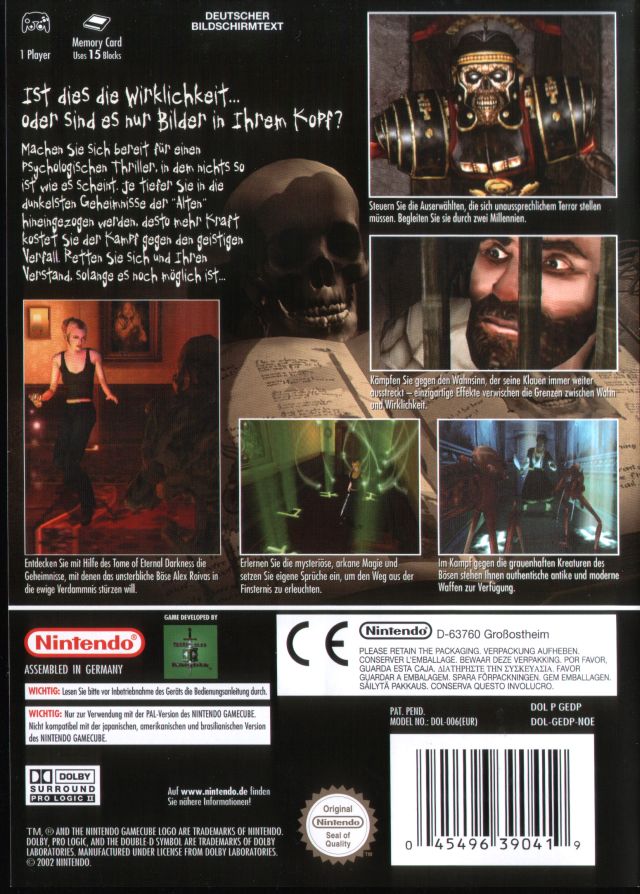 DEUTSCHER
BILDSCHIRMTEXT
1 Player
Memory Card
Uses 15 Blocks
Ist dies die Wirklichkeit...
oder sind es nur Bilder in Ihrem Kopf?
Machen Sie sich bereit für einen
psychologischen Thriller, in dem nichts so
ist wie es scheint. Je tiefer Sie in die
dunkelsten Geheimnisse der "Alten"
hineingezogen werden, desto mehr Kraft
kostet Sie der Kampf gegen den geistigen
Verfall. Retten Sie sich und Ihren
Verstand, solange es noch möglich ist...
Steuern Sie die Auserwählten, die sich unaussprechlichem Terror stellen
müssen. Begleiten Sie sie durch zwei Millennien.
Kämpfen Sie gegen den Wahnsinn, der seine Klauen immer weiter
ausstreckt – einzigartige Effekte verwischen die Grenzen zwischen Wahn
und Wirklichkeit.
Entdecken Sie mit Hilfe des Tome of Eternal Darkness die
Geheimnisse, mit denen das unsterbliche Böse Alex Roivas in
die ewige Verdammnis stürzen will.
Erlernen Sie die mysteriöse, arkane Magie und
setzen Sie eigene Sprüche ein, um den Weg aus der
Finsternis zu erleuchten.
Im Kampf gegen die grauenhaften Kreaturen des
Bösen stehen Ihnen authentische antike und moderne
Waffen zur Verfügung.
Nintendo®
ASSEMBLED IN GERMANY
GAME DEVELOPED BY
Silicon
Knights
WICHTIG: Lesen Sie bitte vor Inbetriebnahme des Geräts die Bedienungsanleitung durch.
WICHTIG: Nur zur Verwendung mit der PAL-Version des NINTENDO GAMECUBE.
Nicht kompatibel mit der japanischen, amerikanischen und brasilianischen Version
des NINTENDO GAMECUBE.
CE
Nintendo D-63760 Großostheim
PLEASE RETAIN THE PACKAGING. VERPACKUNG AUFHEBEN.
CONSERVER L'EMBALLAGE. BEWAAR DEZE VERPAKKING. POR FAVOR,
GUARDAR ESTA CAJA. ΔΙΑΤΗΡΗΣΤΕ ΤΗΝ ΣΥΣΚΕΥΑΣΙΑ. FAVOR
GUARDAR A EMBALAGEM. SPARA FÖRPACKNINGEN. GEM EMBALLAGEN.
SÄILYTÄ PAKKAUS. CONSERVA QUESTO INVOLUCRO.
PAT. PEND.
MODEL NO.: DOL-006(EUR)
DOL P GEDP
DOL-GEDP-NOE
DOLBY
SURROUND
PRO LOGIC II
Auf www.nintendo.de finden
Sie nähere Informationen!
Original
Nintendo
Seal of
Quality
TM
0 45496 39041 9
TM, ® AND THE NINTENDO GAMECUBE LOGO ARE TRADEMARKS OF NINTENDO.
DOLBY, PRO LOGIC, AND THE DOUBLE-D SYMBOL ARE TRADEMARKS OF DOLBY
LABORATORIES. MANUFACTURED UNDER LICENSE FROM DOLBY LABORATORIES.
© 2002 NINTENDO.